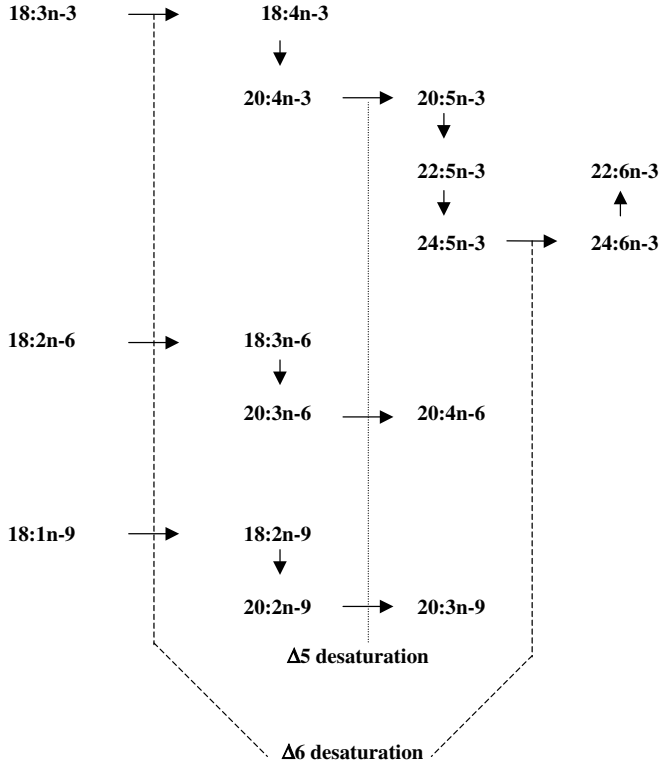 18:3n-3 18:4n-3
20:4n-3 20:5n-3
22:5n-3 22:6n-3
24:5n-3 24:6n-3
18:2n-6 18:3n-6
20:3n-6 20:4n-6
18:1n-9 18:2n-9
20:2n-9 20:3n-9
Δ5 desaturation
Δ6 desaturation